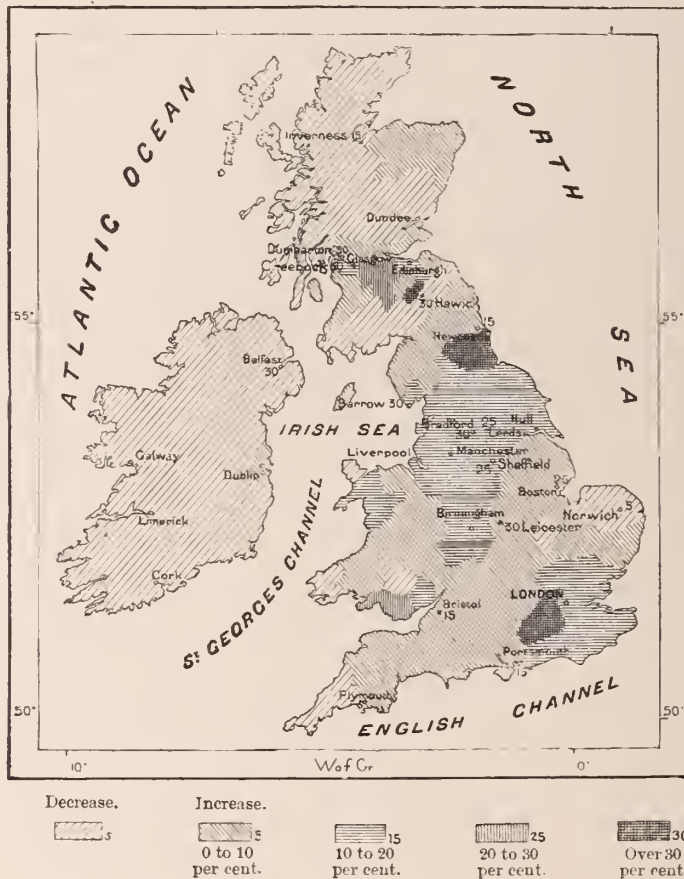 ATLANTIC OCEAN
NORTH
SEA
Inverness 15
Dundee
Dumbarton 30
Glasgow
Edinburgh
30 Hawick
55°
55°
15
Newcastle
Belfast
30°
Barrow 30
IRISH SEA
Bradford 25 Hull
30° Leeds
Galway
Liverpool
Manchester
25 Sheffield
Dublin
Boston
Limerick
Birmingham
Norwich 5
30 Leicester
Cork
ST GEORGES CHANNEL
LONDON
Bristol
15
Portsmouth
15
Plymouth
5
50°
50°
ENGLISH CHANNEL
10°
W of Gr
0°
Decrease.
Increase.
5
5
15
25
30
0 to 10
per cent.
10 to 20
per cent.
20 to 30
per cent.
Over 30
per cent.